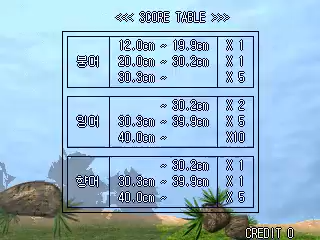 <<< SCORE TABLE >>>
12.0cm ~ 19.9cm X 1
붕어 20.0cm ~ 30.2cm X 1
30.3cm ~ X 5
~ 30.2cm X 2
잉어 30.3cm ~ 39.9cm X 5
40.0cm ~ X10
~ 30.2cm X 1
향어 30.3cm ~ 39.9cm X 1
40.0cm ~ X 5
CREDIT 0